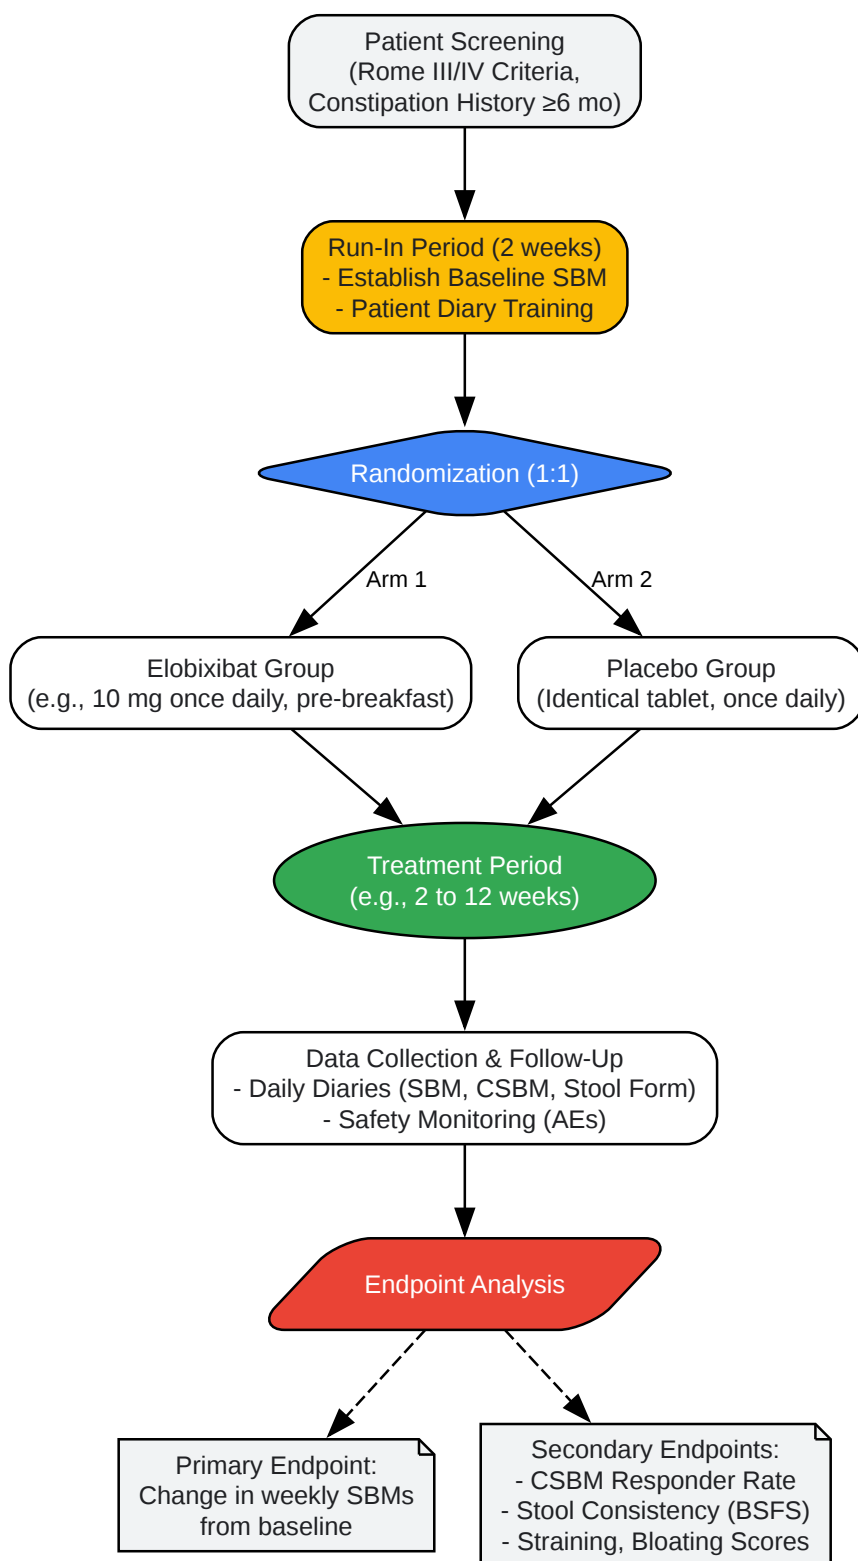 Patient Screening
(Rome III/IV Criteria,
Constipation History ≥6 mo)
Run-In Period (2 weeks)
- Establish Baseline SBM
- Patient Diary Training
Randomization (1:1)
Arm 1
Arm 2
Elobixibat Group
(e.g., 10 mg once daily, pre-breakfast)
Placebo Group
(Identical tablet, once daily)
Treatment Period
(e.g., 2 to 12 weeks)
Data Collection & Follow-Up
- Daily Diaries (SBM, CSBM, Stool Form)
- Safety Monitoring (AEs)
Endpoint Analysis
Primary Endpoint:
Change in weekly SBMs
from baseline
Secondary Endpoints:
- CSBM Responder Rate
- Stool Consistency (BSFS)
- Straining, Bloating Scores